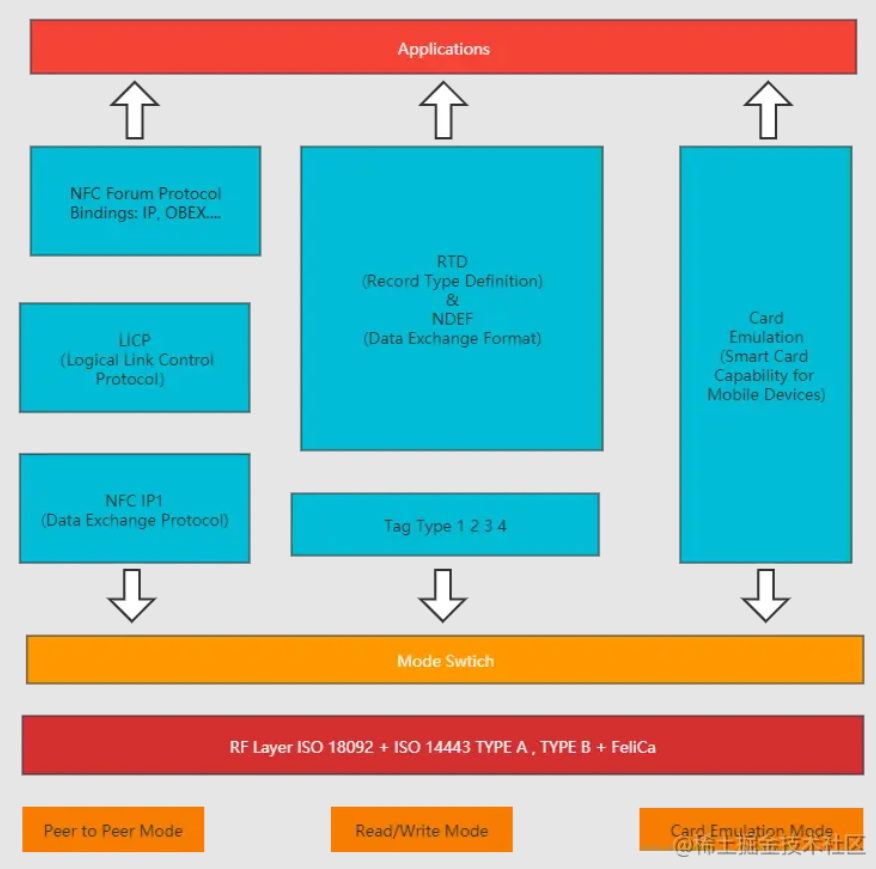 Applications
NFC Forum Protocol
Bindings: IP, OBEX....
RTD
(Record Type Definition)
&
NDEF
(Data Exchange Format)
Card
Emulation
(Smart Card
Capability for
Mobile Devices)
LICP
(Logical Link Control
Protocol)
NFC IP1
(Data Exchange Protocol)
Tag Type 1 2 3 4
Mode Swtich
RF Layer ISO 18092 + ISO 14443 TYPE A , TYPE B + FeliCa
Peer to Peer Mode
Read/Write Mode
Card Emulation Mode
@稀土掘金技术社区